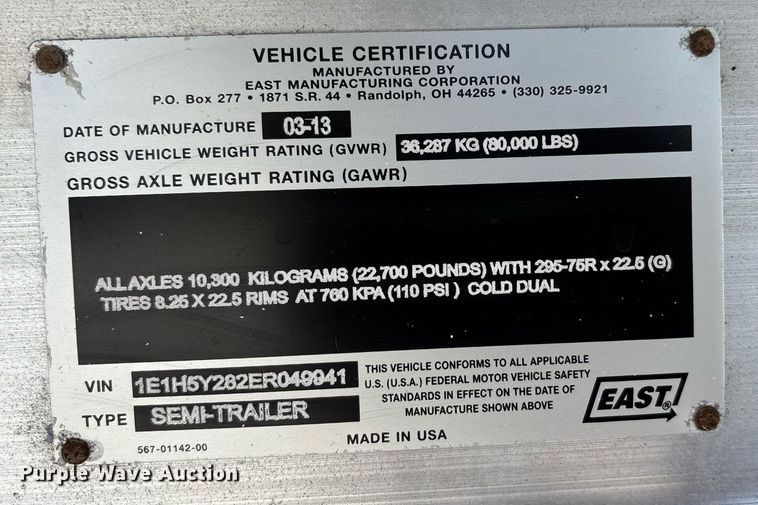 VEHICLE CERTIFICATION
MANUFACTURED BY
EAST MANUFACTURING CORPORATION
P.O. Box 277 • 1871 S.R. 44 • Randolph, OH 44265 • (330) 325-9921
DATE OF MANUFACTURE 03-13
GROSS VEHICLE WEIGHT RATING (GVWR) 36,287 KG (80,000 LBS)
GROSS AXLE WEIGHT RATING (GAWR)
ALL AXLES 10,300 KILOGRAMS (22,700 POUNDS) WITH 295-75R x 22.5 (G)
TIRES 8.25 X 22.5 RIMS AT 760 KPA (110 PSI ) COLD DUAL
VIN 1E1H5Y282ER049941
TYPE SEMI-TRAILER
THIS VEHICLE CONFORMS TO ALL APPLICABLE
U.S. (U.S.A.) FEDERAL MOTOR VEHICLE SAFETY
STANDARDS IN EFFECT ON THE DATE OF
MANUFACTURE SHOWN ABOVE
EAST
567-01142-00
MADE IN USA
Purple Wave Auction